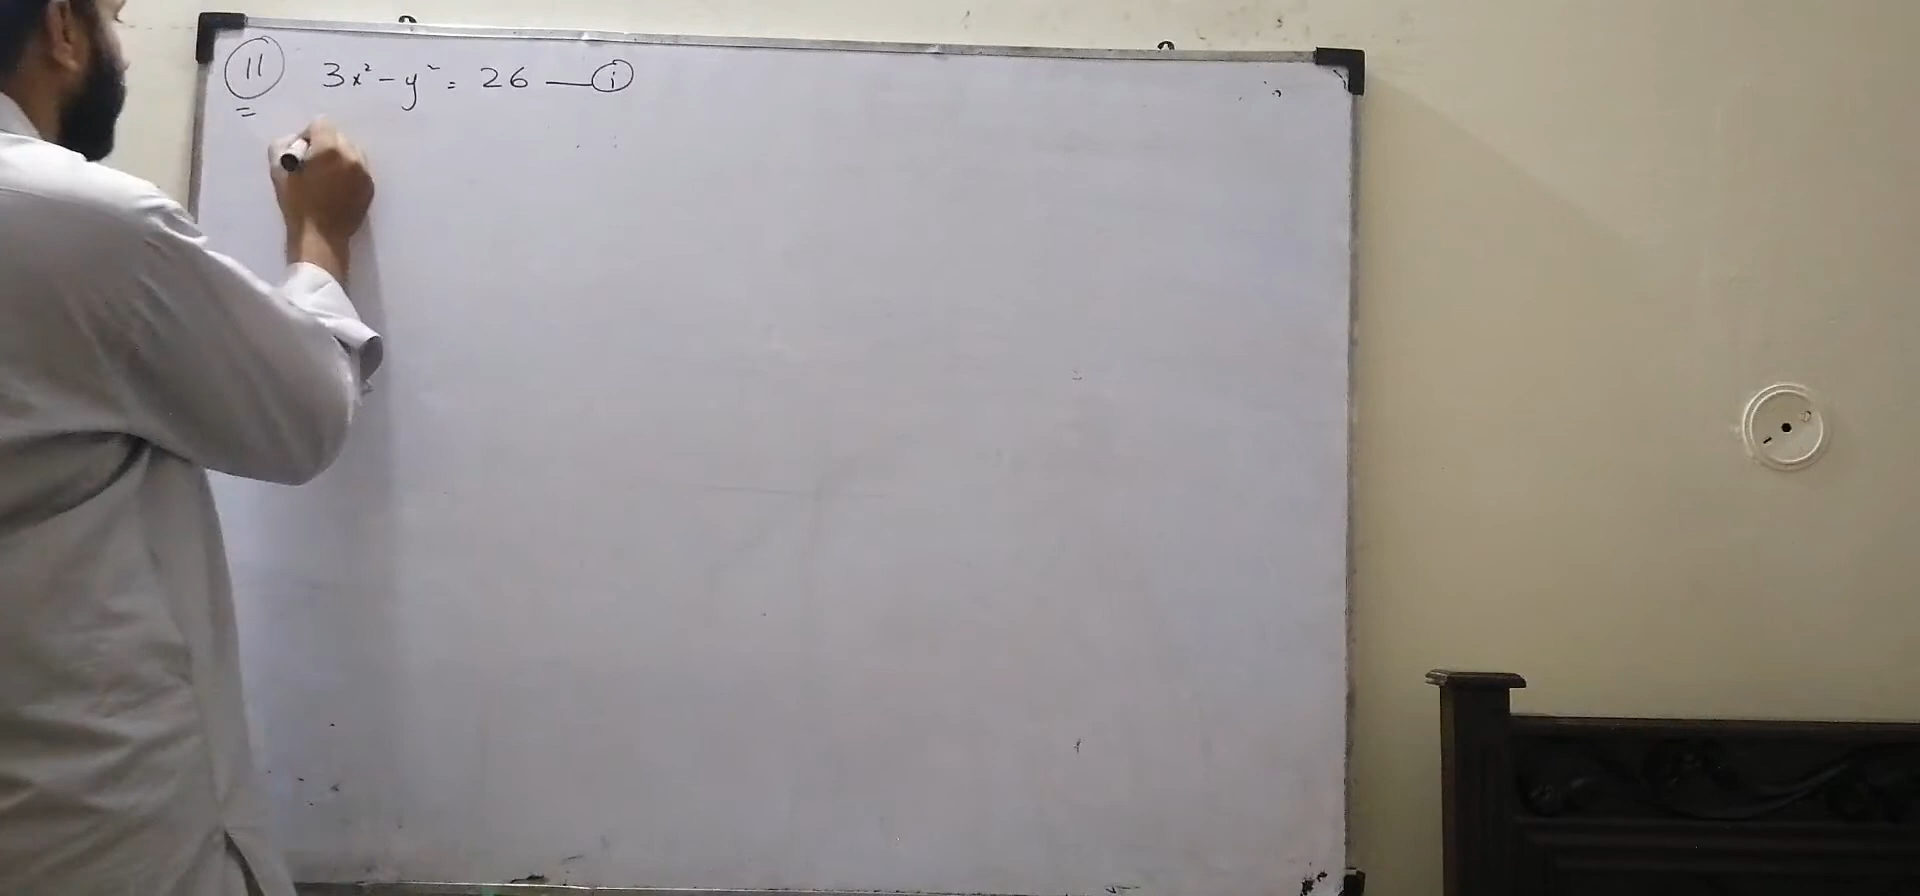 11 3x² - y² = 26 — i